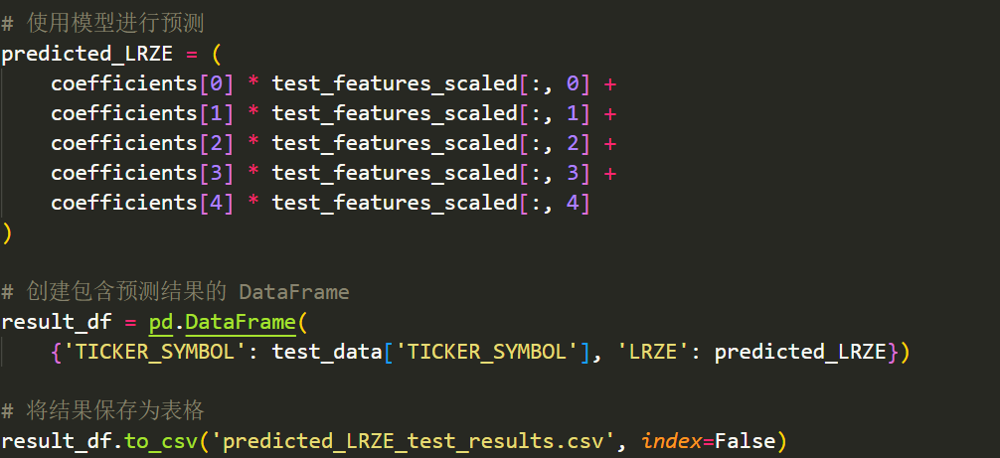 # 使用模型进行预测
predicted_LRZE = (
    coefficients[0] * test_features_scaled[:, 0] +
    coefficients[1] * test_features_scaled[:, 1] +
    coefficients[2] * test_features_scaled[:, 2] +
    coefficients[3] * test_features_scaled[:, 3] +
    coefficients[4] * test_features_scaled[:, 4]
)
# 创建包含预测结果的 DataFrame
result_df = pd.DataFrame(
    {'TICKER_SYMBOL': test_data['TICKER_SYMBOL'], 'LRZE': predicted_LRZE})
# 将结果保存为表格
result_df.to_csv('predicted_LRZE_test_results.csv', index=False)